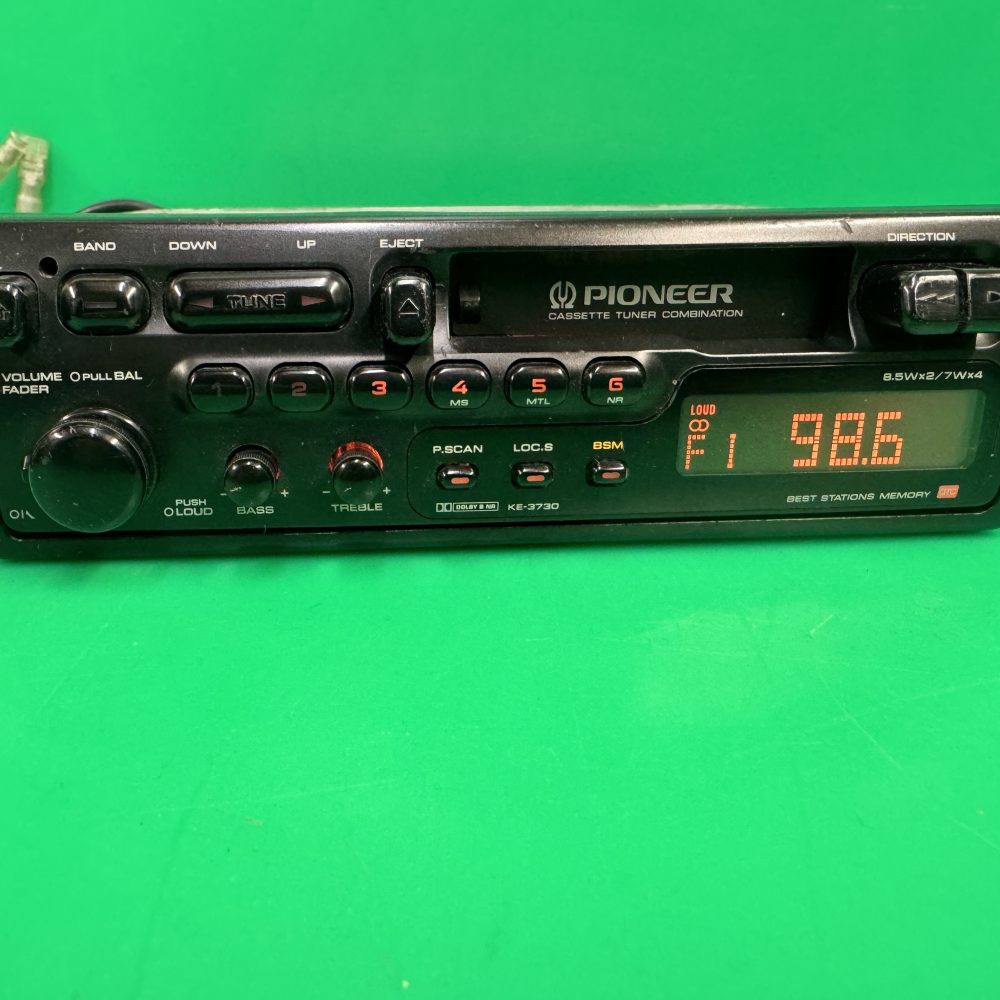 BAND DOWN UP EJECT DIRECTION
TUNE
PIONEER
CASSETTE TUNER COMBINATION
VOLUME PULL BAL
FADER
1 2 3 4 5 6
MS MTL NR
8.5W×2/7W×4
LOUD
F 1 98.6
P.SCAN LOC.S BSM
PUSH
LOUD
- + - +
BASS TREBLE
DOLBY B NR KE-3730
BEST STATIONS MEMORY